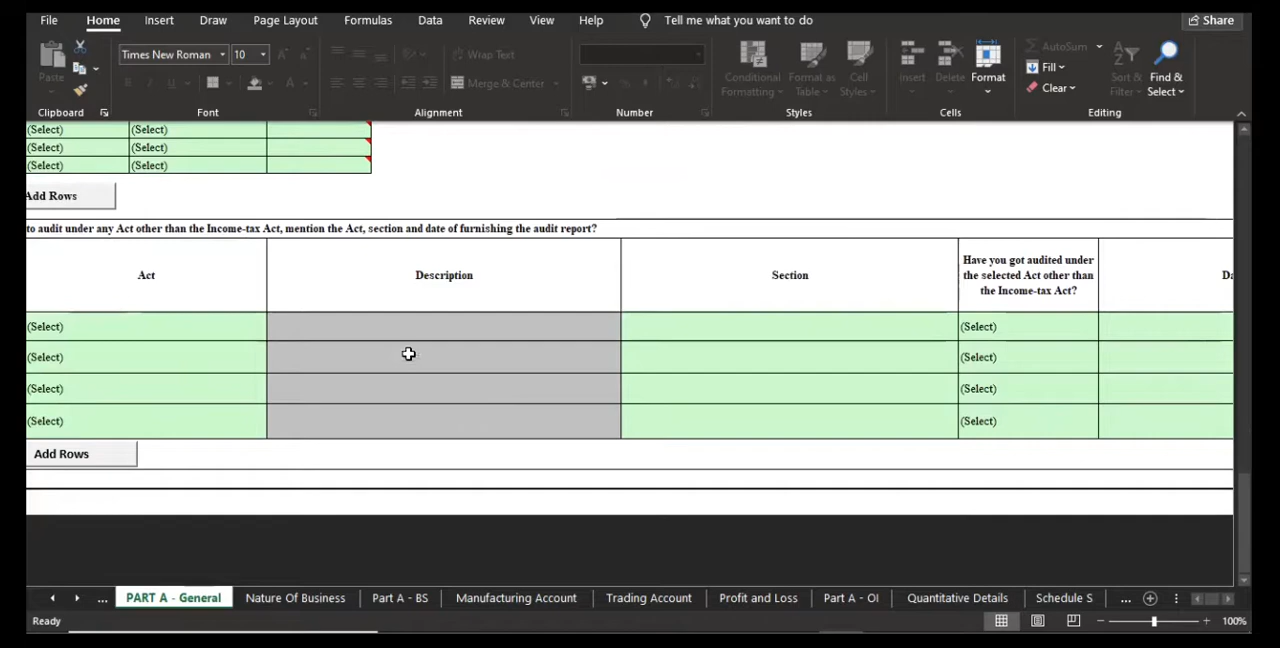 File Home Insert Draw Page Layout Formulas Data Review View Help Tell me what you want to do Share
Times New Roman 10 Wrap Text AutoSum
Paste Merge & Center Conditional Formatting Format as Table Cell Styles Insert Delete Format Fill Clear Sort & Filter Find & Select
Clipboard Font Alignment Number Styles Cells Editing
(Select) (Select)
(Select) (Select)
(Select) (Select)
Add Rows
to audit under any Act other than the Income-tax Act, mention the Act, section and date of furnishing the audit report?
Act Description Section Have you got audited under the selected Act other than the Income-tax Act? Da
(Select) (Select)
(Select) (Select)
(Select) (Select)
(Select) (Select)
Add Rows
... PART A - General Nature Of Business Part A - BS Manufacturing Account Trading Account Profit and Loss Part A - OI Quantitative Details Schedule S ...
Ready 100%